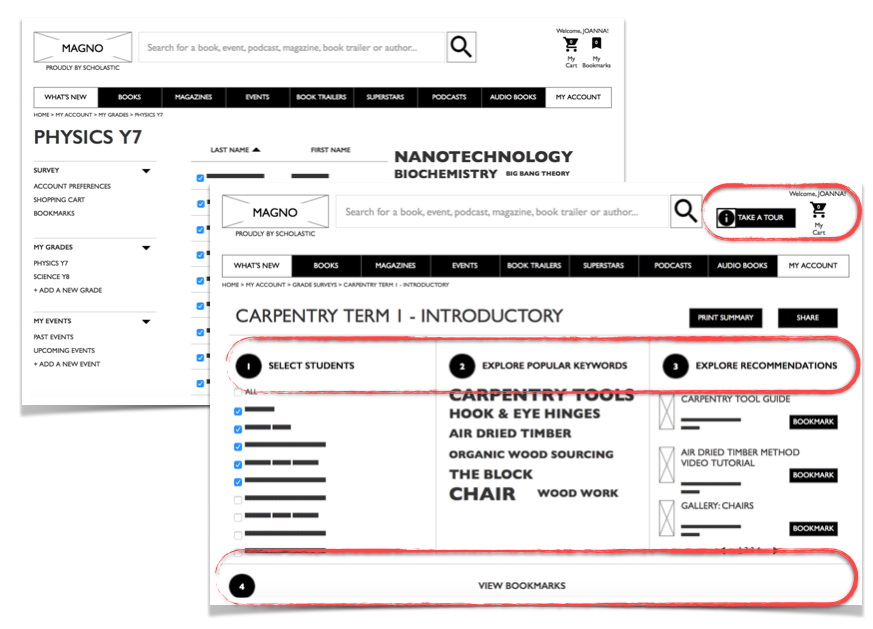 Welcome, JOANNA!
MAGNO
Search for a book, event, podcast, magazine, book trailer or author...
0
My Cart
My Bookmarks
PROUDLY BY SCHOLASTIC
WHAT'S NEW BOOKS MAGAZINES EVENTS BOOK TRAILERS SUPERSTARS PODCASTS AUDIO BOOKS MY ACCOUNT
HOME > MY ACCOUNT > MY GRADES > PHYSICS Y7
PHYSICS Y7
LAST NAME FIRST NAME
NANOTECHNOLOGY
BIOCHEMISTRY BIG BANG THEORY
SURVEY
ACCOUNT PREFERENCES
SHOPPING CART
BOOKMARKS
MY GRADES
PHYSICS Y7
SCIENCE Y8
+ ADD A NEW GRADE
MY EVENTS
PAST EVENTS
UPCOMING EVENTS
+ ADD A NEW EVENT
Welcome, JOANNA!
MAGNO
Search for a book, event, podcast, magazine, book trailer or author...
i TAKE A TOUR
0
My
Cart
PROUDLY BY SCHOLASTIC
WHAT'S NEW BOOKS MAGAZINES EVENTS BOOK TRAILERS SUPERSTARS PODCASTS AUDIO BOOKS MY ACCOUNT
HOME > MY ACCOUNT > GRADE SURVEYS > CARPENTRY TERM 1 - INTRODUCTORY
CARPENTRY TERM 1 - INTRODUCTORY
PRINT SUMMARY SHARE
1 SELECT STUDENTS
2 EXPLORE POPULAR KEYWORDS
3 EXPLORE RECOMMENDATIONS
ALL
CARPENTRY TOOLS
HOOK & EYE HINGES
AIR DRIED TIMBER
ORGANIC WOOD SOURCING
THE BLOCK
CHAIR WOOD WORK
CARPENTRY TOOL GUIDE
BOOKMARK
AIR DRIED TIMBER METHOD
VIDEO TUTORIAL
BOOKMARK
GALLERY: CHAIRS
BOOKMARK
4 VIEW BOOKMARKS